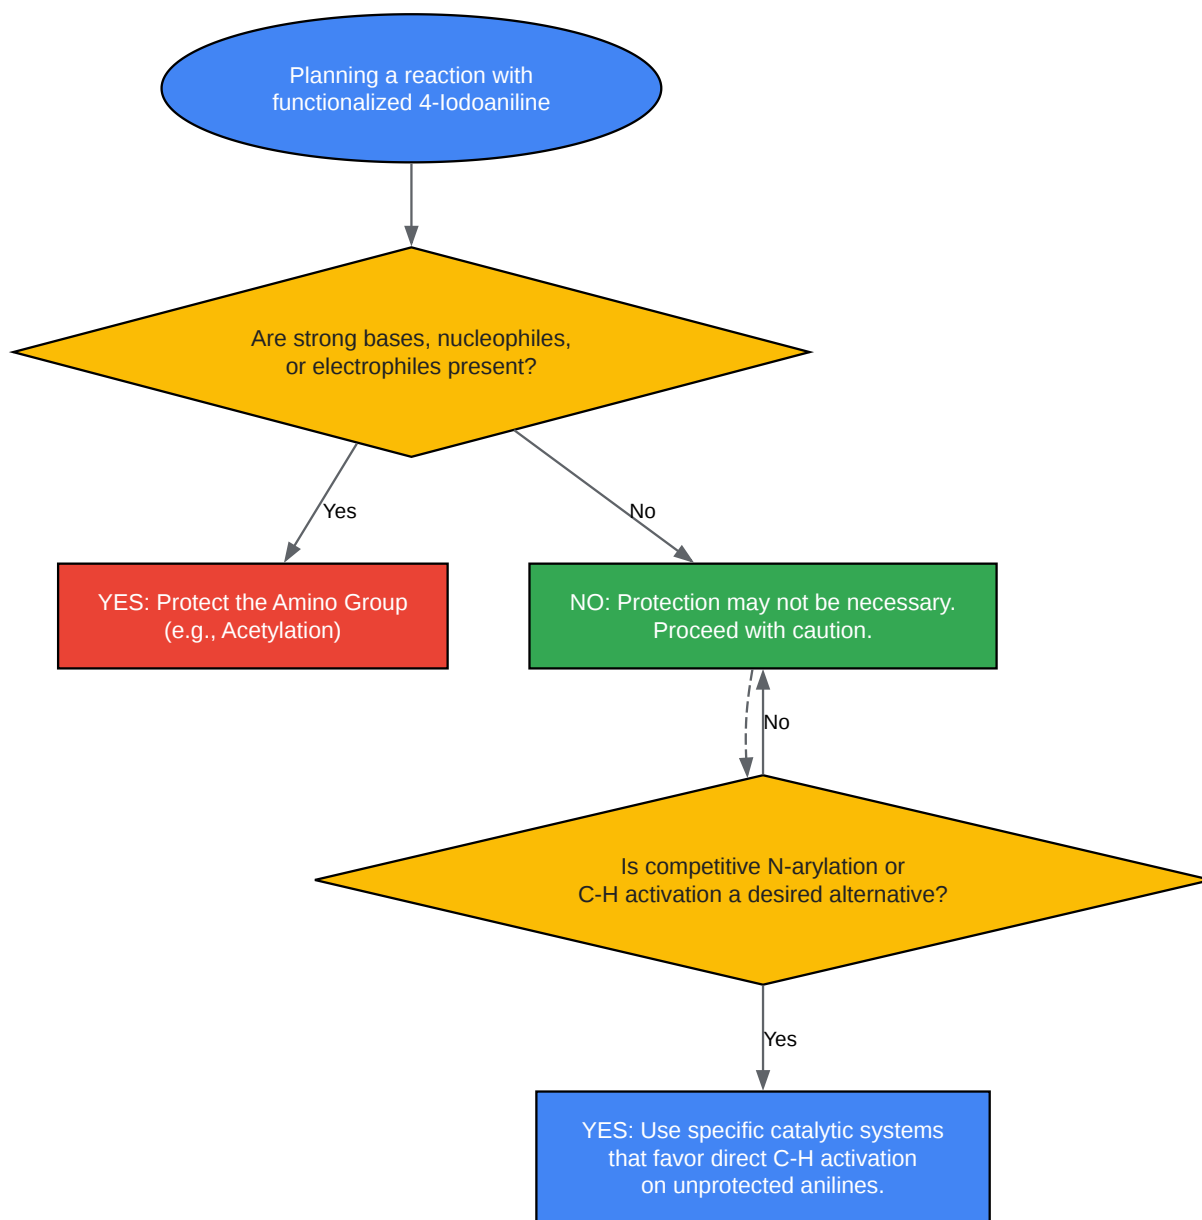 Planning a reaction with
functionalized 4-Iodoaniline
Are strong bases, nucleophiles,
or electrophiles present?
Yes
No
YES: Protect the Amino Group
(e.g., Acetylation)
NO: Protection may not be necessary.
Proceed with caution.
No
Is competitive N-arylation or
C-H activation a desired alternative?
Yes
YES: Use specific catalytic systems
that favor direct C-H activation
on unprotected anilines.